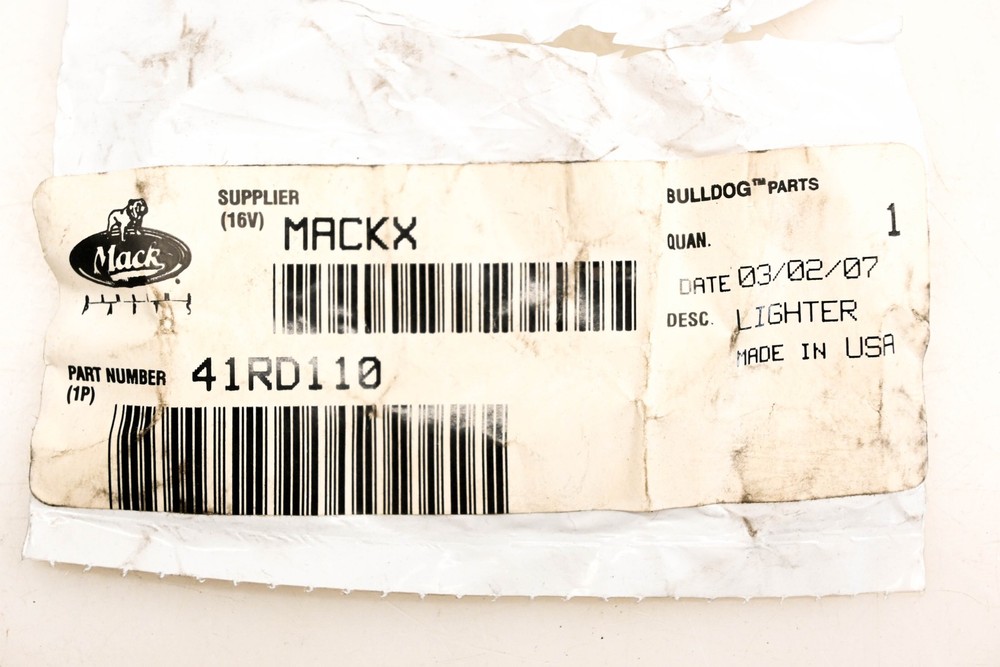 Mack
PARTS
SUPPLIER
(16V)
MACKX
PART NUMBER
(1P)
41RD110
BULLDOG™ PARTS
QUAN. 1
DATE 03/02/07
DESC. LIGHTER
MADE IN USA